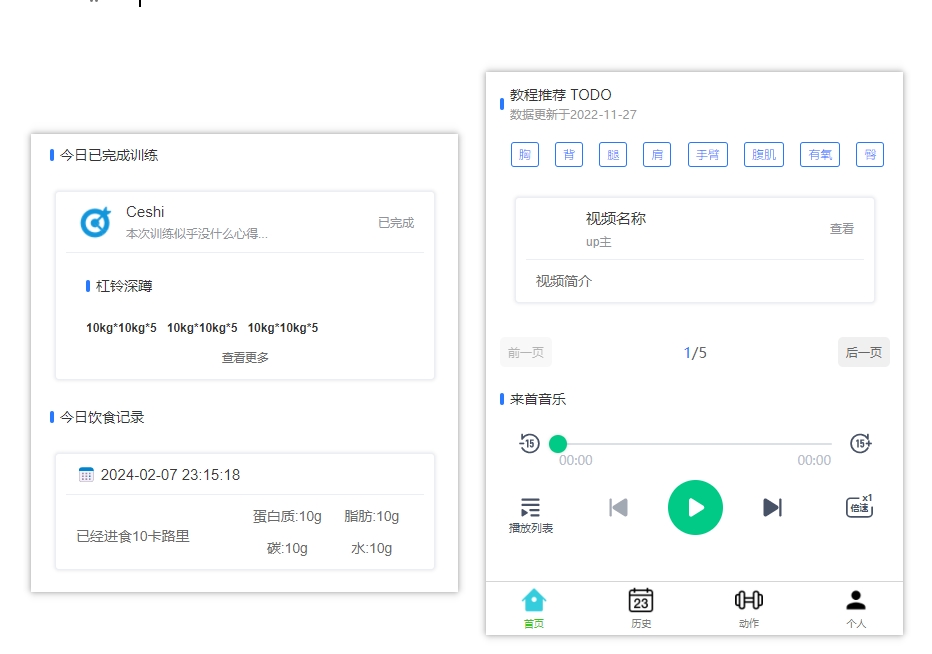 今日已完成训练
Ceshi
本次训练似乎没什么心得...
已完成
杠铃深蹲
10kg*10kg*5 10kg*10kg*5 10kg*10kg*5
查看更多
今日饮食记录
2024-02-07 23:15:18
已经进食10卡路里
蛋白质:10g 脂肪:10g
碳:10g 水:10g
教程推荐 TODO
数据更新于2022-11-27
胸 背 腿 肩 手臂 腹肌 有氧 臀
视频名称
up主
查看
视频简介
前一页 1/5 后一页
来首音乐
15 15+
00:00 00:00
播放列表
倍速 x1
23
首页 历史 动作 个人